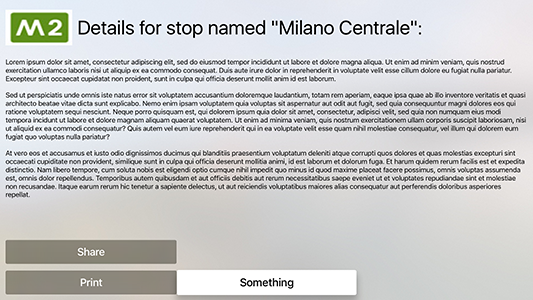 M2 Details for stop named "Milano Centrale":
Lorem ipsum dolor sit amet, consectetur adipiscing elit, sed do eiusmod tempor incididunt ut labore et dolore magna aliqua. Ut enim ad minim veniam, quis nostrud
exercitation ullamco laboris nisi ut aliquip ex ea commodo consequat. Duis aute irure dolor in reprehenderit in voluptate velit esse cillum dolore eu fugiat nulla pariatur.
Excepteur sint occaecat cupidatat non proident, sunt in culpa qui officia deserunt mollit anim id est laborum.
Sed ut perspiciatis unde omnis iste natus error sit voluptatem accusantium doloremque laudantium, totam rem aperiam, eaque ipsa quae ab illo inventore veritatis et quasi
architecto beatae vitae dicta sunt explicabo. Nemo enim ipsam voluptatem quia voluptas sit aspernatur aut odit aut fugit, sed quia consequuntur magni dolores eos qui
ratione voluptatem sequi nesciunt. Neque porro quisquam est, qui dolorem ipsum quia dolor sit amet, consectetur, adipisci velit, sed quia non numquam eius modi
tempora incidunt ut labore et dolore magnam aliquam quaerat voluptatem. Ut enim ad minima veniam, quis nostrum exercitationem ullam corporis suscipit laboriosam, nisi
ut aliquid ex ea commodi consequatur? Quis autem vel eum iure reprehenderit qui in ea voluptate velit esse quam nihil molestiae consequatur, vel illum qui dolorem eum
fugiat quo voluptas nulla pariatur?
At vero eos et accusamus et iusto odio dignissimos ducimus qui blanditiis praesentium voluptatum deleniti atque corrupti quos dolores et quas molestias excepturi sint
occaecati cupiditate non provident, similique sunt in culpa qui officia deserunt mollitia animi, id est laborum et dolorum fuga. Et harum quidem rerum facilis est et expedita
distinctio. Nam libero tempore, cum soluta nobis est eligendi optio cumque nihil impedit quo minus id quod maxime placeat facere possimus, omnis voluptas assumenda
est, omnis dolor repellendus. Temporibus autem quibusdam et aut officiis debitis aut rerum necessitatibus saepe eveniet ut et voluptates repudiandae sint et molestiae
non recusandae. Itaque earum rerum hic tenetur a sapiente delectus, ut aut reiciendis voluptatibus maiores alias consequatur aut perferendis doloribus asperiores
repellat.
Share
Print
Something